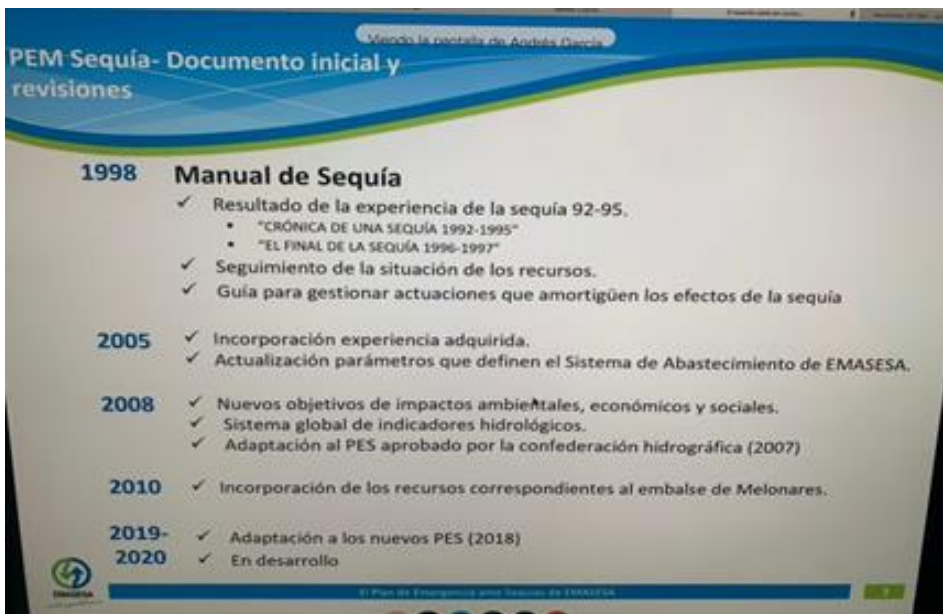 Viendo la pantalla de Andrés García
PEM Sequía- Documento inicial y
revisiones
1998 Manual de Sequía
✓ Resultado de la experiencia de la sequía 92-95.
• "CRÓNICA DE UNA SEQUÍA 1992-1995"
• "EL FINAL DE LA SEQUÍA 1996-1997"
✓ Seguimiento de la situación de los recursos.
✓ Guía para gestionar actuaciones que amortigüen los efectos de la sequía
2005 ✓ Incorporación experiencia adquirida.
✓ Actualización parámetros que definen el Sistema de Abastecimiento de EMASESA.
2008 ✓ Nuevos objetivos de impactos ambientales, económicos y sociales.
✓ Sistema global de indicadores hidrológicos.
✓ Adaptación al PES aprobado por la confederación hidrográfica (2007)
2010 ✓ Incorporación de los recursos correspondientes al embalse de Melonares.
2019- ✓ Adaptación a los nuevos PES (2018)
2020 ✓ En desarrollo
EMASESA
El Plan de Emergencia ante Sequías de EMASESA